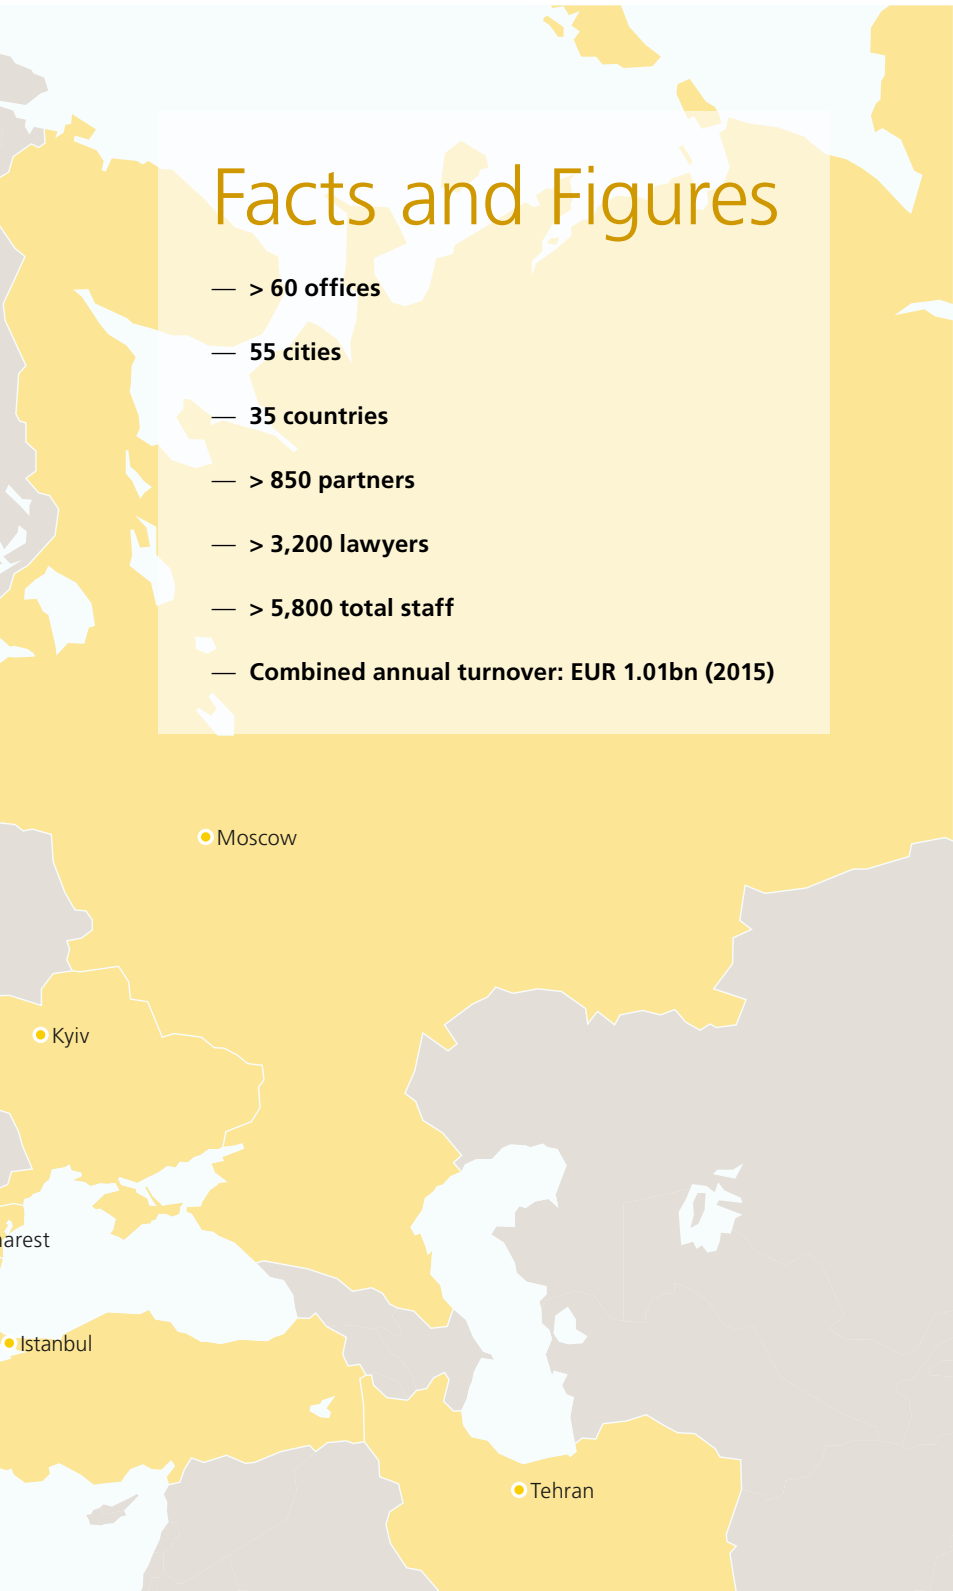 Facts and Figures
— > 60 offices
— 55 cities
— 35 countries
— > 850 partners
— > 3,200 lawyers
— > 5,800 total staff
— Combined annual turnover: EUR 1.01bn (2015)
Moscow
Kyiv
arest
Istanbul
Tehran